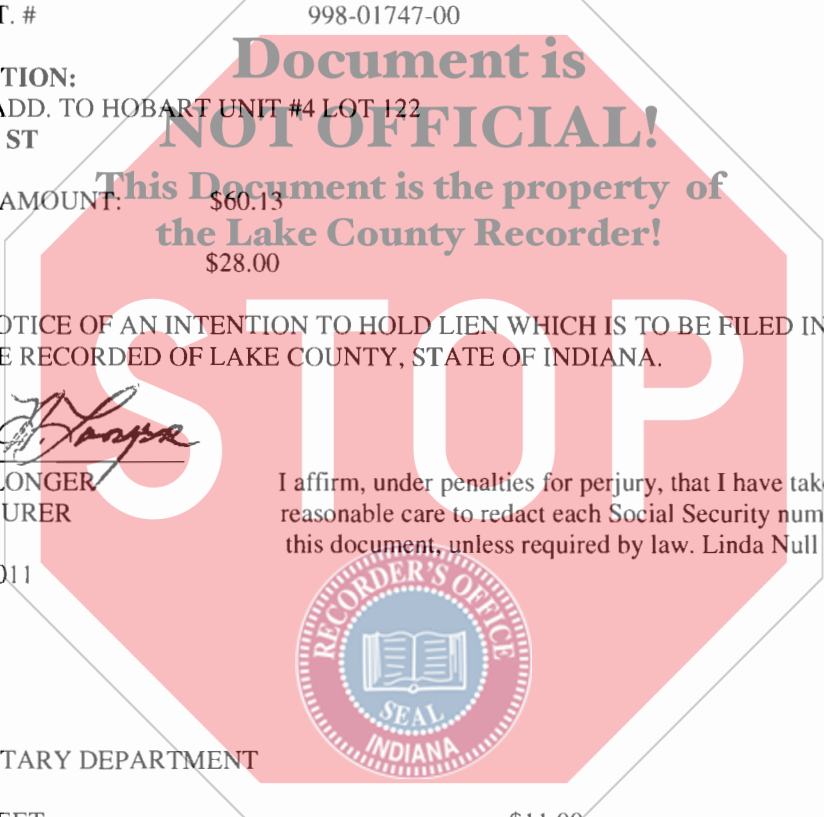 T. # 998-01747-00
Document is
TION:
ADD. TO HOBART UNIT #4 LOT 122
NOT OFFICIAL!
ST
This Document is the property of
AMOUNT: $60.13
the Lake County Recorder!
$28.00
STOP
OTICE OF AN INTENTION TO HOLD LIEN WHICH IS TO BE FILED IN
E RECORDED OF LAKE COUNTY, STATE OF INDIANA.
LONGER
URER
I affirm, under penalties for perjury, that I have take
reasonable care to redact each Social Security num
this document, unless required by law. Linda Null
011
RECORDER'S OFFICE
SEAL
INDIANA
TARY DEPARTMENT
$11.00